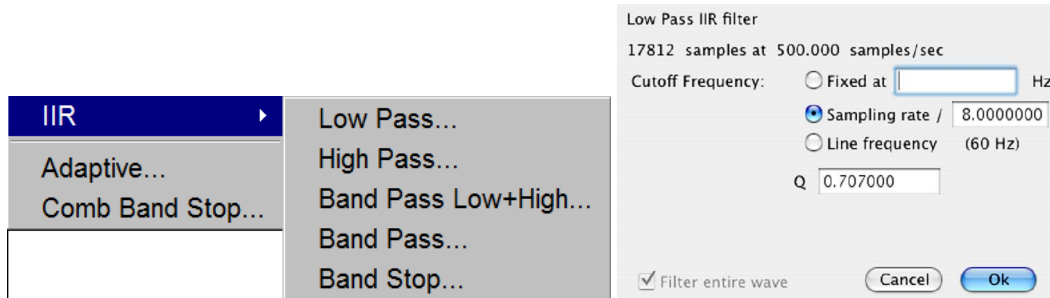 IIR
Adaptive...
Comb Band Stop...
Low Pass...
High Pass...
Band Pass Low+High...
Band Pass...
Band Stop...
Low Pass IIR filter
17812 samples at 500.000 samples/sec
Cutoff Frequency: Fixed at Hz
Sampling rate / 8.0000000
Line frequency (60 Hz)
Q 0.707000
Filter entire wave Cancel Ok